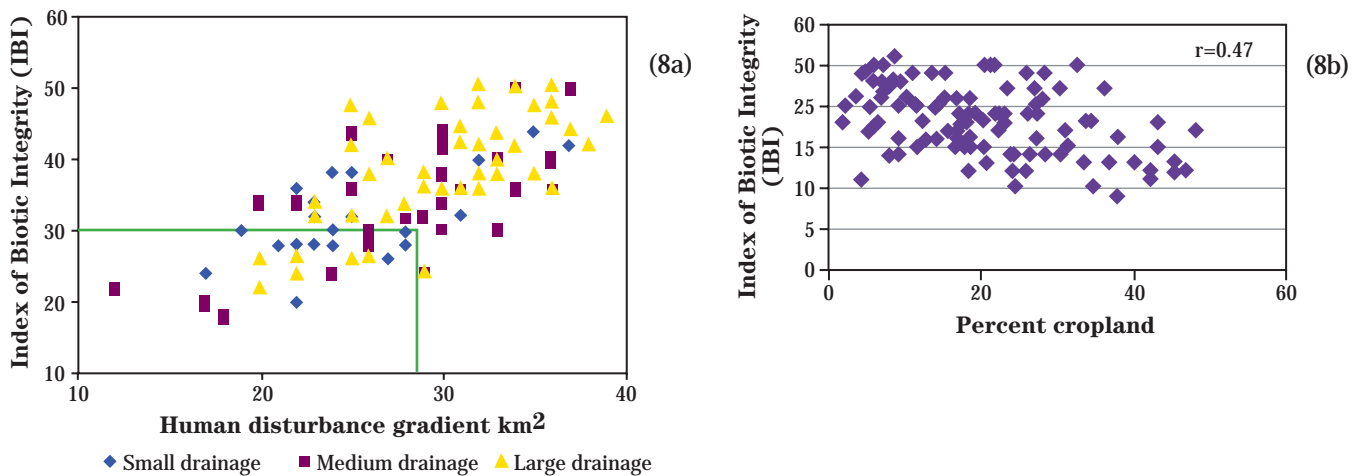 60
50
40
30
20
10
10
20
30
40
Index of Biotic Integrity (IBI)
Human disturbance gradient km²
Small drainage
Medium drainage
Large drainage
(8a)
50
25
15
10
5
0
0
20
40
60
Index of Biotic Integrity
(IBI)
Percent cropland
r=0.47
(8b)